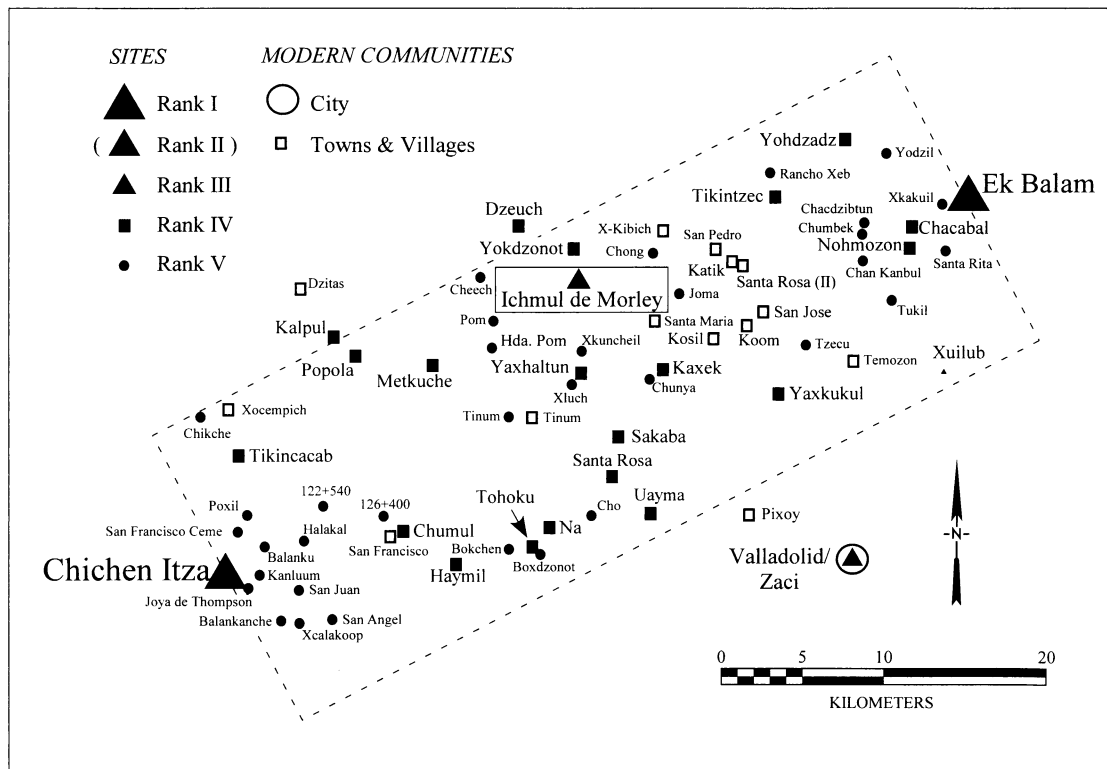 SITES
MODERN COMMUNITIES
Rank I
City
( Rank II )
Towns & Villages
Rank III
Rank IV
Rank V
Yohdzadz
Yodzil
Rancho Xeb
Ek Balam
Tikintzec
Xkakuil
Dzeuch
Chacdzibtun
X-Kibich
Chumbek
Chacabal
San Pedro
Yokdzonot
Nohmozon
Chong
Katik
Santa Rita
Chan Kanbul
Santa Rosa (II)
Dzitas
Cheech
Ichmul de Morley
Joma
Tukil
San Jose
Pom
Santa Maria
Kalpul
Kosil
Koom
Hda. Pom
Xkuncheil
Tzecu
Xuilub
Popola
Temozon
Metkuche
Yaxhaltun
Kaxek
Chunya
Xluch
Yaxkukul
Xocempich
Tinum
Tinum
Chikche
Sakaba
Tikincacab
Santa Rosa
122+540
Tohoku
Uayma
126+400
Poxil
Cho
Pixoy
San Francisco Ceme
Halakal
Chumul
Na
-N-
San Francisco
Balanku
Bokchen
Valladolid/
Zaci
Boxdzonot
Chichen Itza
Haymil
Kanluum
Joya de Thompson
San Juan
Balankanche
San Angel
Xcalakoop
0 5 10 20
KILOMETERS